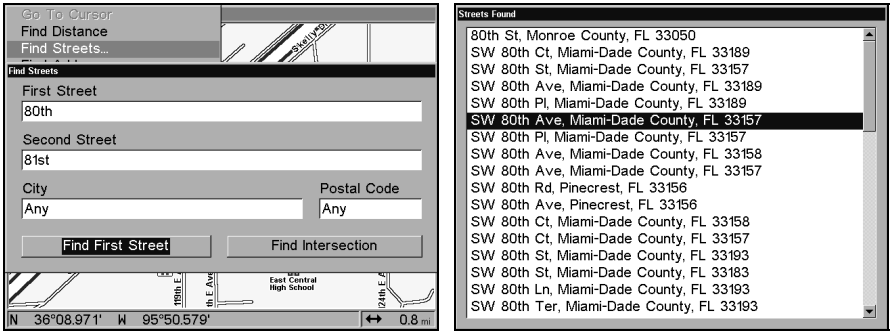 Go To Cursor
Find Distance
Find Streets...
Skelly Dr
Find Streets
First Street
80th
Second Street
81st
City
Postal Code
Any
Any
Find First Street
Find Intersection
119th E A
th E Ave
East Central
High School
124th E A
N 36°08.971' W 95°50.579'
↔ 0.8 mi
Streets Found
80th St, Monroe County, FL 33050
SW 80th Ct, Miami-Dade County, FL 33189
SW 80th St, Miami-Dade County, FL 33157
SW 80th Ave, Miami-Dade County, FL 33189
SW 80th Pl, Miami-Dade County, FL 33189
SW 80th Ave, Miami-Dade County, FL 33157
SW 80th Pl, Miami-Dade County, FL 33157
SW 80th Ave, Miami-Dade County, FL 33158
SW 80th Ave, Miami-Dade County, FL 33157
SW 80th Rd, Pinecrest, FL 33156
SW 80th Ave, Pinecrest, FL 33156
SW 80th Ct, Miami-Dade County, FL 33158
SW 80th Ct, Miami-Dade County, FL 33157
SW 80th St, Miami-Dade County, FL 33193
SW 80th St, Miami-Dade County, FL 33183
SW 80th Ln, Miami-Dade County, FL 33193
SW 80th Ter, Miami-Dade County, FL 33193